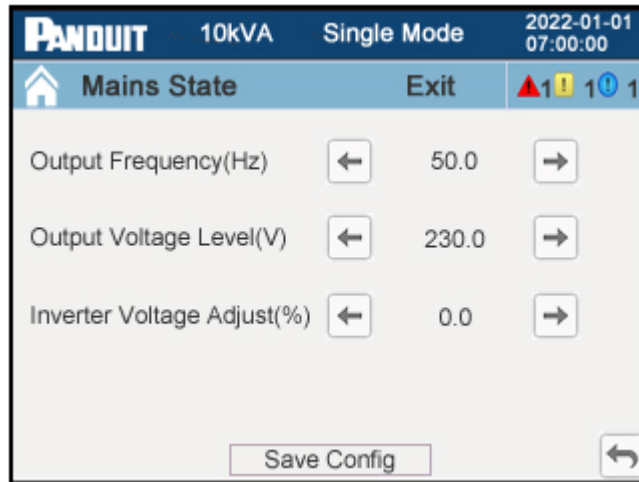 PANDUIT 10kVA Single Mode 2022-01-01
07:00:00
Mains State Exit 1 ! 1 ! 1
Output Frequency(Hz) 50.0
Output Voltage Level(V) 230.0
Inverter Voltage Adjust(%) 0.0
Save Config